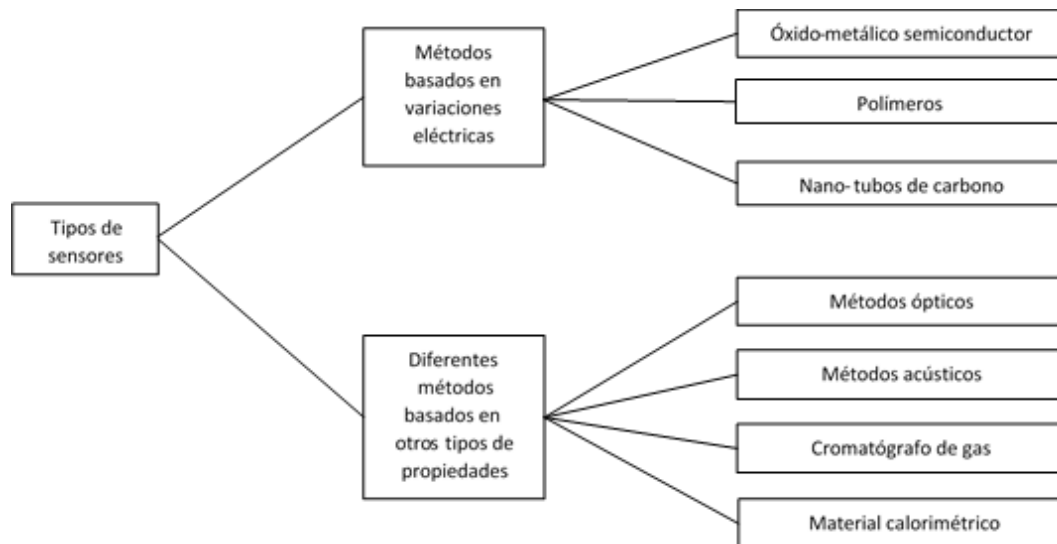 Tipos de
sensores
Métodos
basados en
variaciones
eléctricas
Óxido-metálico semiconductor
Polímeros
Nano- tubos de carbono
Diferentes
métodos
basados en
otros tipos de
propiedades
Métodos ópticos
Métodos acústicos
Cromatógrafo de gas
Material calorimétrico